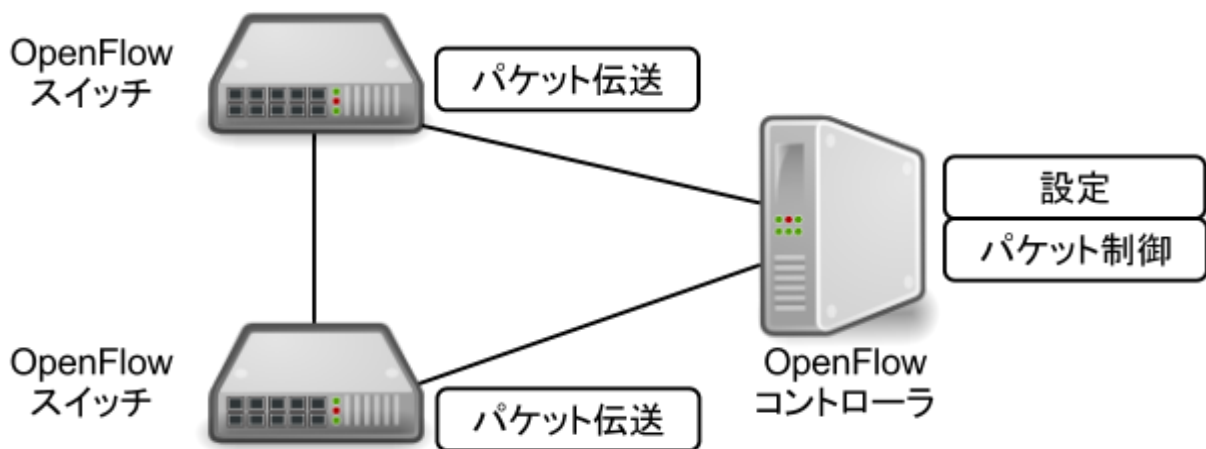 OpenFlow
スイッチ
パケット伝送
設定
パケット制御
OpenFlow
コントローラ
OpenFlow
スイッチ
パケット伝送